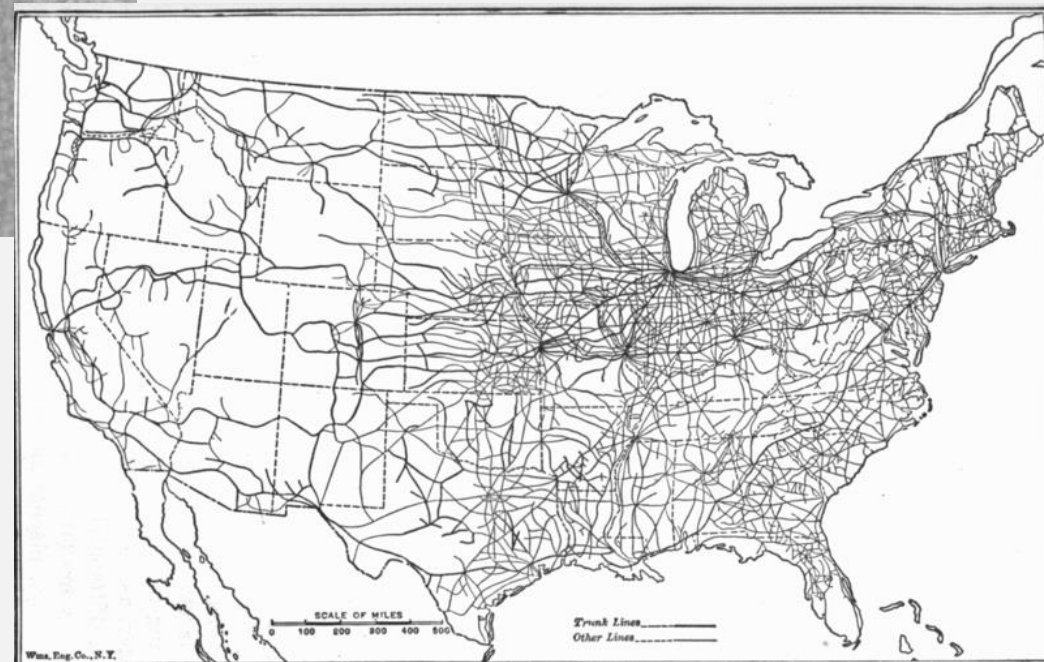 SCALE OF MILES
0 100 200 300 400 500
Trunk Lines
Other Lines
Wms. Eng. Co., N.Y.